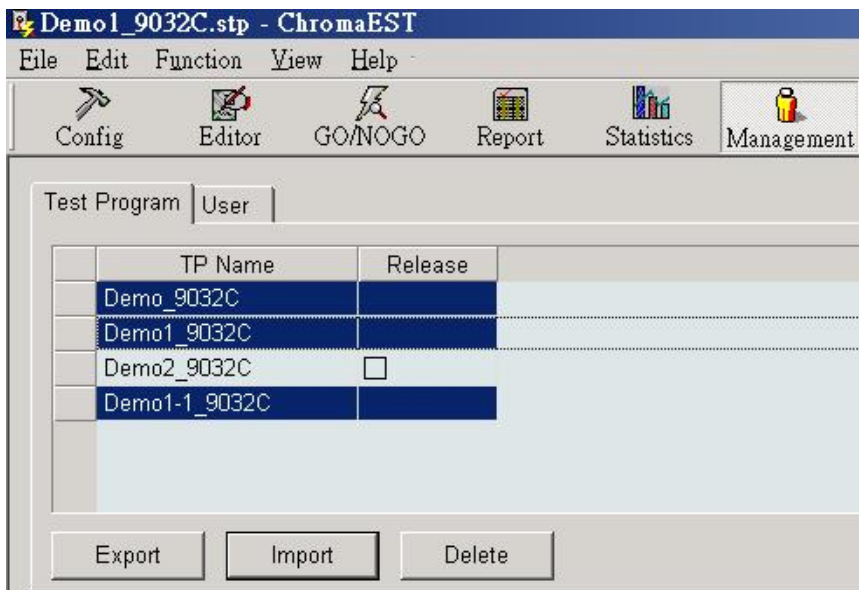 Demo1_9032C.stp - ChromaEST
File Edit Function View Help
Config Editor GO/NOGO Report Statistics Management
Test Program User
TP Name Release
Demo_9032C
Demo1_9032C
Demo2_9032C
Demo1-1_9032C
Export Import Delete